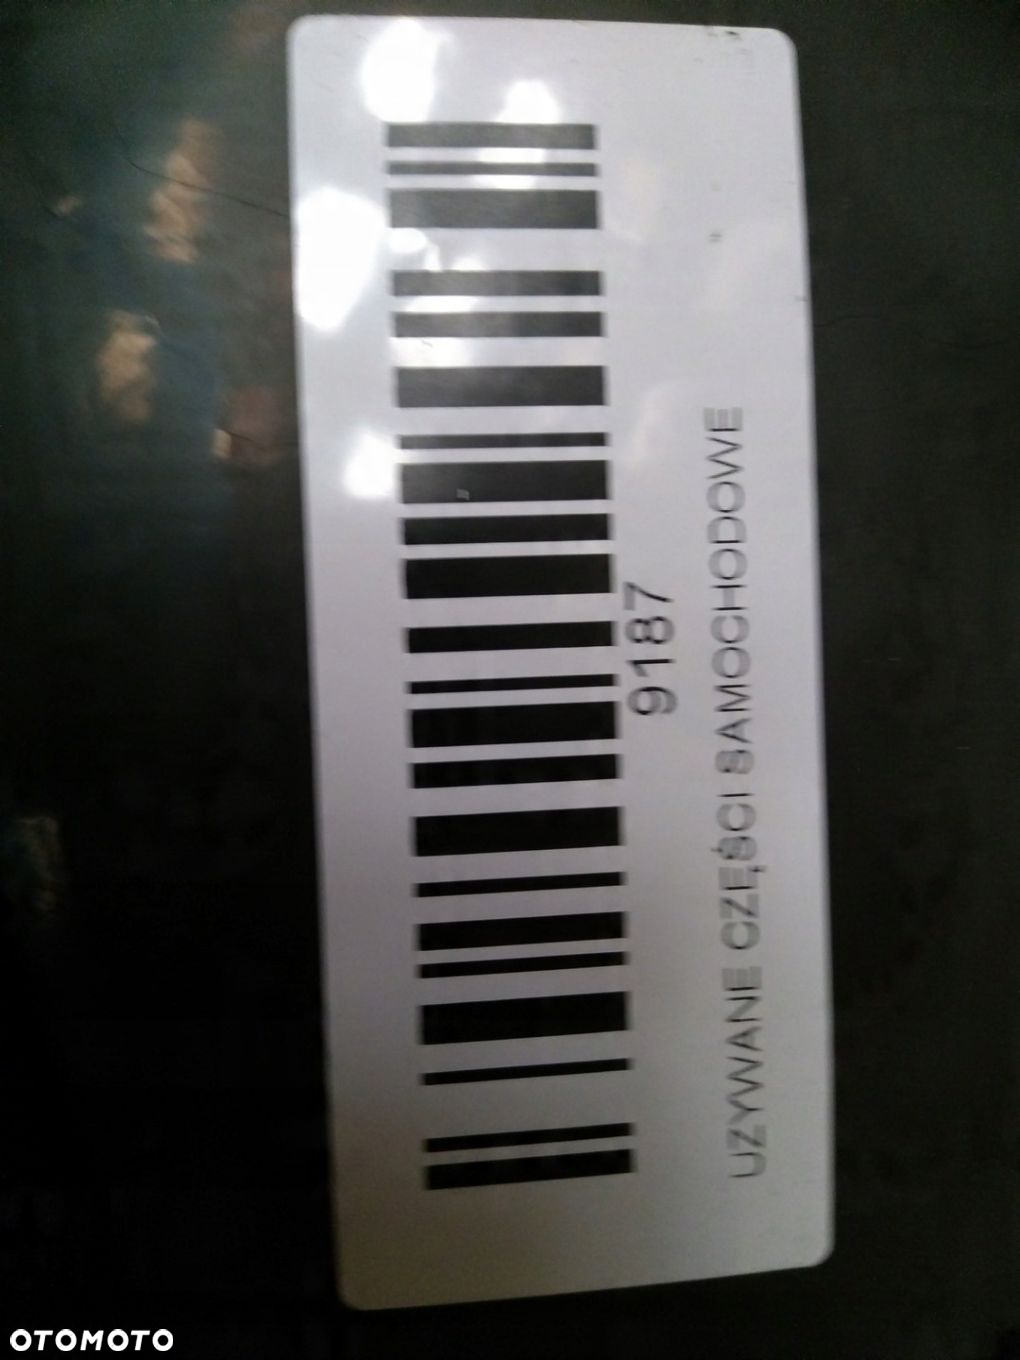 9187
UŻYWANE CZĘŚCI SAMOCHODOWE
OTOMOTO